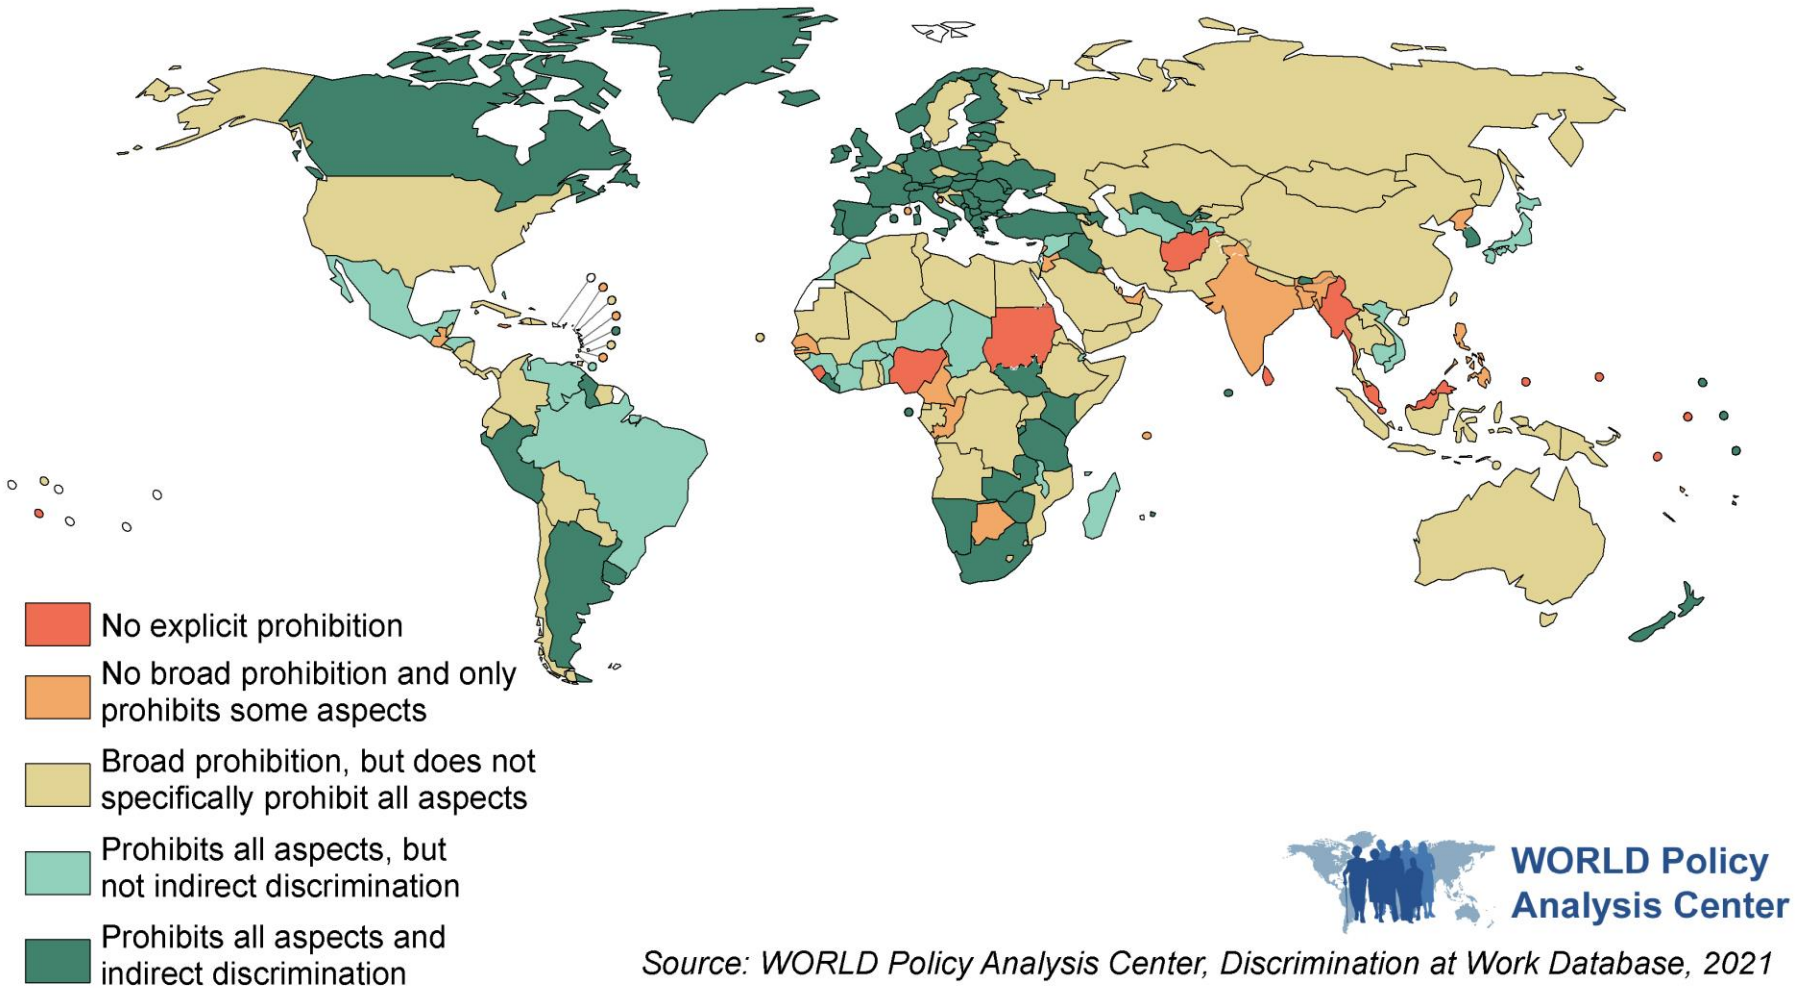 No explicit prohibition
No broad prohibition and only
prohibits some aspects
Broad prohibition, but does not
specifically prohibit all aspects
Prohibits all aspects, but
not indirect discrimination
Prohibits all aspects and
indirect discrimination
WORLD Policy
Analysis Center
Source: WORLD Policy Analysis Center, Discrimination at Work Database, 2021